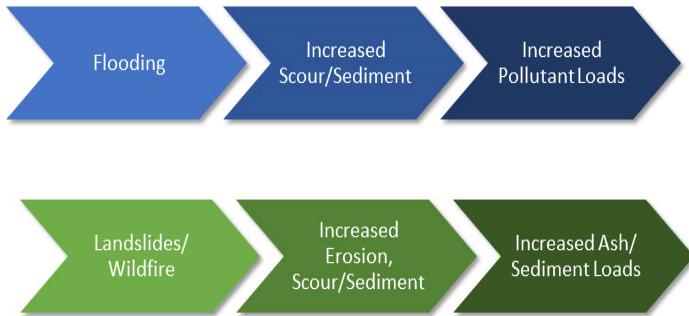 Flooding
Increased
Scour/Sediment
Increased
Pollutant Loads
Landslides/
Wildfire
Increased
Erosion,
Scour/Sediment
Increased Ash/
Sediment Loads